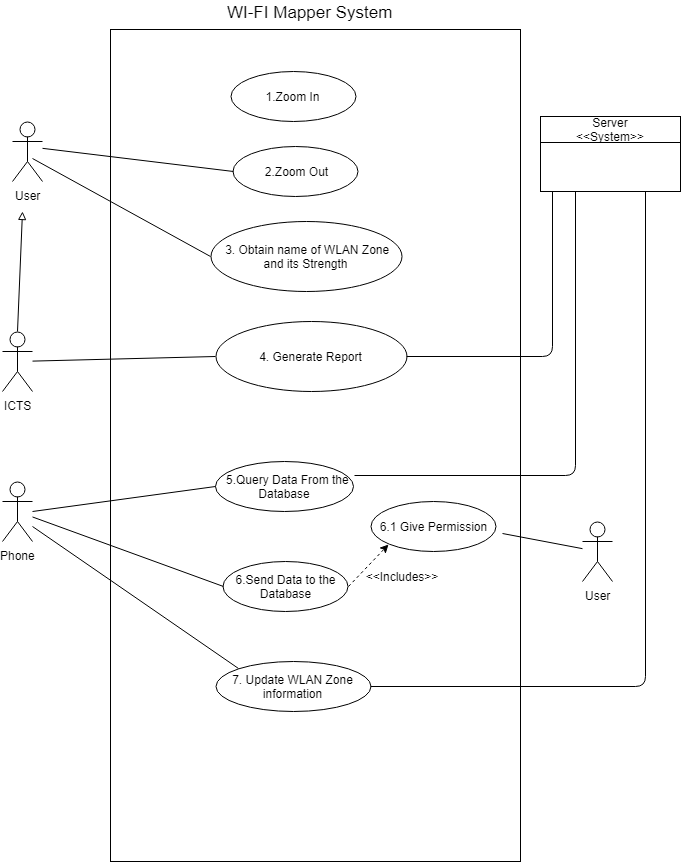 WI-FI Mapper System
1.Zoom In
Server
<<System>>
2.Zoom Out
User
3. Obtain name of WLAN Zone
and its Strength
4. Generate Report
ICTS
5.Query Data From the
Database
6.1 Give Permission
Phone
6.Send Data to the
Database
<<Includes>>
User
7. Update WLAN Zone
information